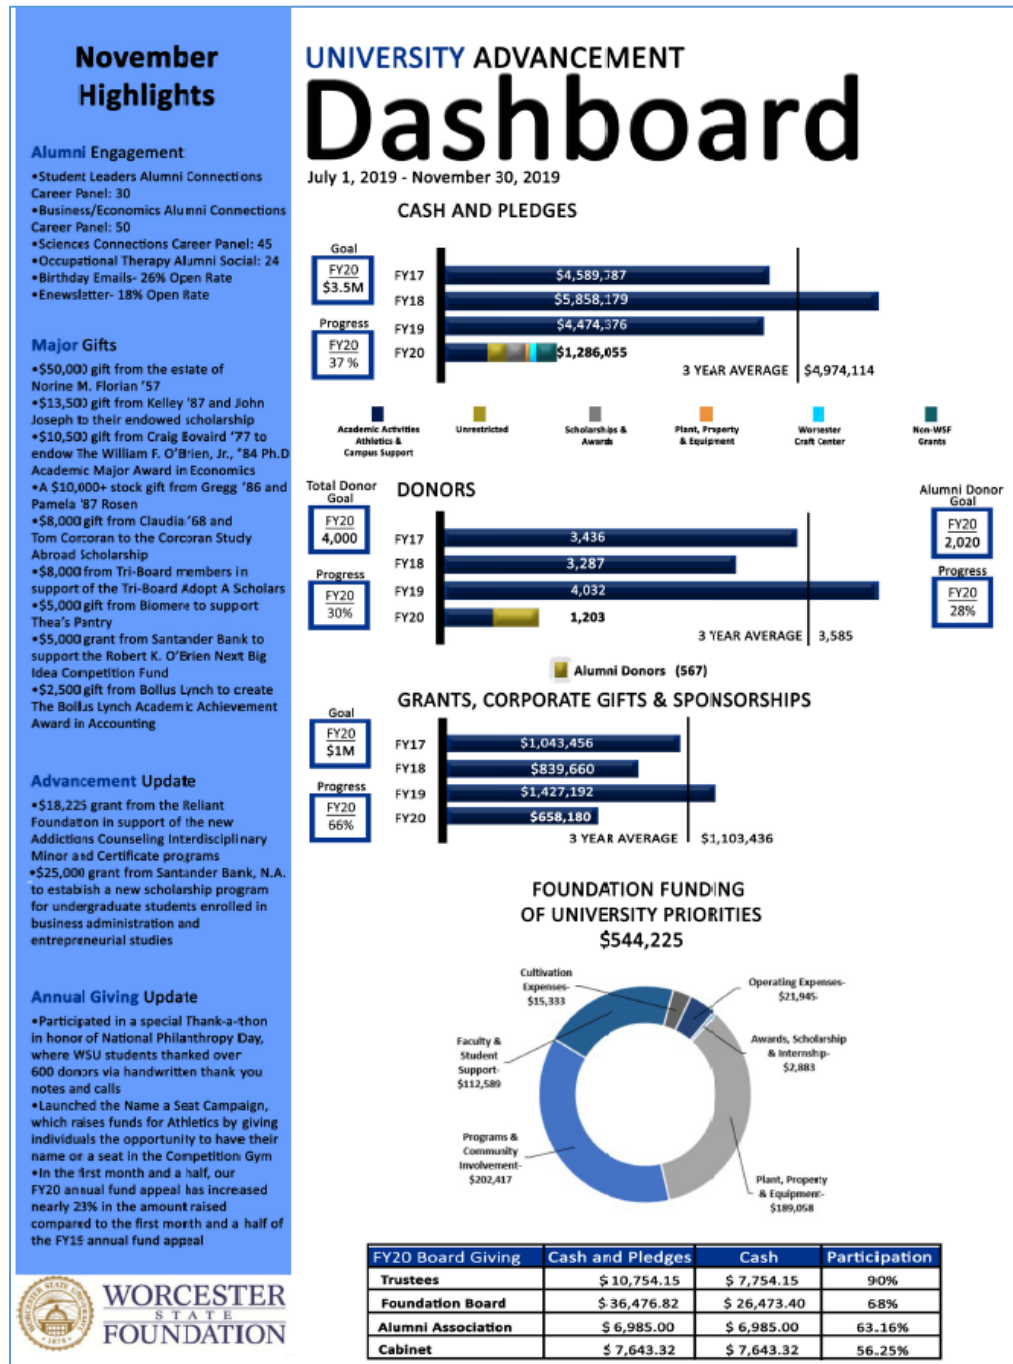 November
Highlights
Alumni Engagement
•Student Leaders Alumni Connections
Career Panel: 30
•Business/Economics Alumni Connections
Career Panel: 50
•Sciences Connections Career Panel: 45
•Occupational Therapy Alumni Social: 24
•Birthday Emails- 26% Open Rate
•Enewsletter- 18% Open Rate
Major Gifts
•$50,000 gift from the estate of
Norine M. Florian '57
•$13,500 gift from Kelley '87 and John
Joseph to their endowed scholarship
•$10,500 gift from Craig Bovaird '77 to
endow The William F. O'Brien, Jr., '84 Ph.D
Academic Major Award in Economics
•A $10,000+ stock gift from Gregg '86 and
Pamela '87 Rosen
•$8,000 gift from Claudia '68 and
Tom Corcoran to the Corcoran Study
Abroad Scholarship
•$8,000 from Tri-Board members in
support of the Tri-Board Adopt A Scholars
•$5,000 gift from Biomere to support
Thea's Pantry
•$5,000 grant from Santander Bank to
support the Robert K. O'Brien Next Big
Idea Competition Fund
•$2,500 gift from Bollus Lynch to create
The Bollus Lynch Academic Achievement
Award in Accounting
Advancement Update
•$18,225 grant from the Reliant
Foundation in support of the new
Addictions Counseling Interdisciplinary
Minor and Certificate programs
•$25,000 grant from Santander Bank, N.A.
to establish a new scholarship program
for undergraduate students enrolled in
business administration and
entrepreneurial studies
Annual Giving Update
•Participated in a special Thank-a-thon
in honor of National Philanthropy Day,
where WSU students thanked over
600 donors via handwritten thank you
notes and calls
•Launched the Name a Seat Campaign,
which raises funds for Athletics by giving
individuals the opportunity to have their
name on a seat in the Competition Gym
•In the first month and a half, our
FY20 annual fund appeal has increased
nearly 23% in the amount raised
compared to the first month and a half of
the FY19 annual fund appeal
WORCESTER
STATE
FOUNDATION
UNIVERSITY ADVANCEMENT
Dashboard
July 1, 2019 - November 30, 2019
CASH AND PLEDGES
Goal
FY20
$3.5M
Progress
FY20
37 %
FY17 $4,589,787
FY18 $5,858,179
FY19 $4,474,376
FY20 $1,286,055
3 YEAR AVERAGE $4,974,114
Academic Activities
Athletics &
Campus Support
Unrestricted
Scholarships &
Awards
Plant, Property
& Equipment
Worcester
Craft Center
Non-WSF
Grants
DONORS
Total Donor
Goal
FY20
4,000
Progress
FY20
30%
FY17 3,436
FY18 3,287
FY19 4,032
FY20 1,203
3 YEAR AVERAGE 3,585
Alumni Donors (567)
Alumni Donor
Goal
FY20
2,020
Progress
FY20
28%
GRANTS, CORPORATE GIFTS & SPONSORSHIPS
Goal
FY20
$1M
Progress
FY20
66%
FY17 $1,043,456
FY18 $839,660
FY19 $1,427,192
FY20 $658,180
3 YEAR AVERAGE $1,103,436
FOUNDATION FUNDING
OF UNIVERSITY PRIORITIES
$544,225
Cultivation
Expenses-
$15,333
Operating Expenses-
$21,945
Awards, Scholarship
& Internship-
$2,883
Faculty &
Student
Support-
$112,589
Programs &
Community
Involvement-
$202,417
Plant, Property
& Equipment-
$189,058
FY20 Board Giving Cash and Pledges Cash Participation
Trustees $ 10,754.15 $ 7,754.15 90%
Foundation Board $ 36,476.82 $ 26,473.40 68%
Alumni Association $ 6,985.00 $ 6,985.00 63.16%
Cabinet $ 7,643.32 $ 7,643.32 56.25%